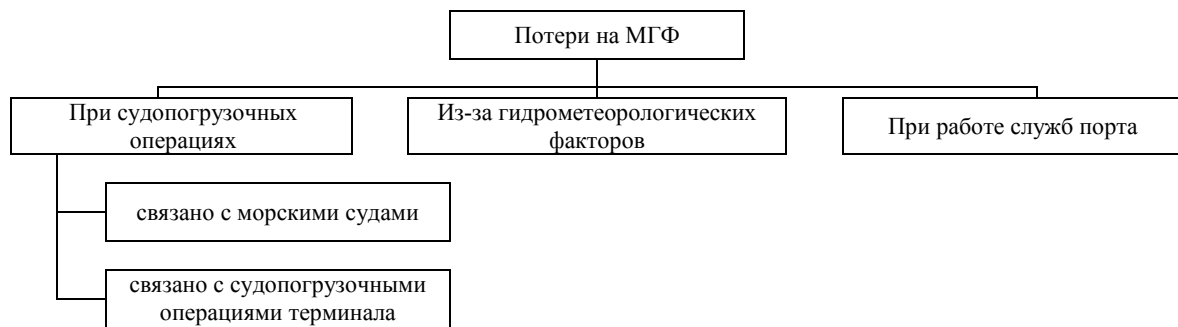 Потери на МГФ
При судопогрузочных
операциях
Из-за гидрометеорологических
факторов
При работе служб порта
связано с морскими судами
связано с судопогрузочными
операциями терминала